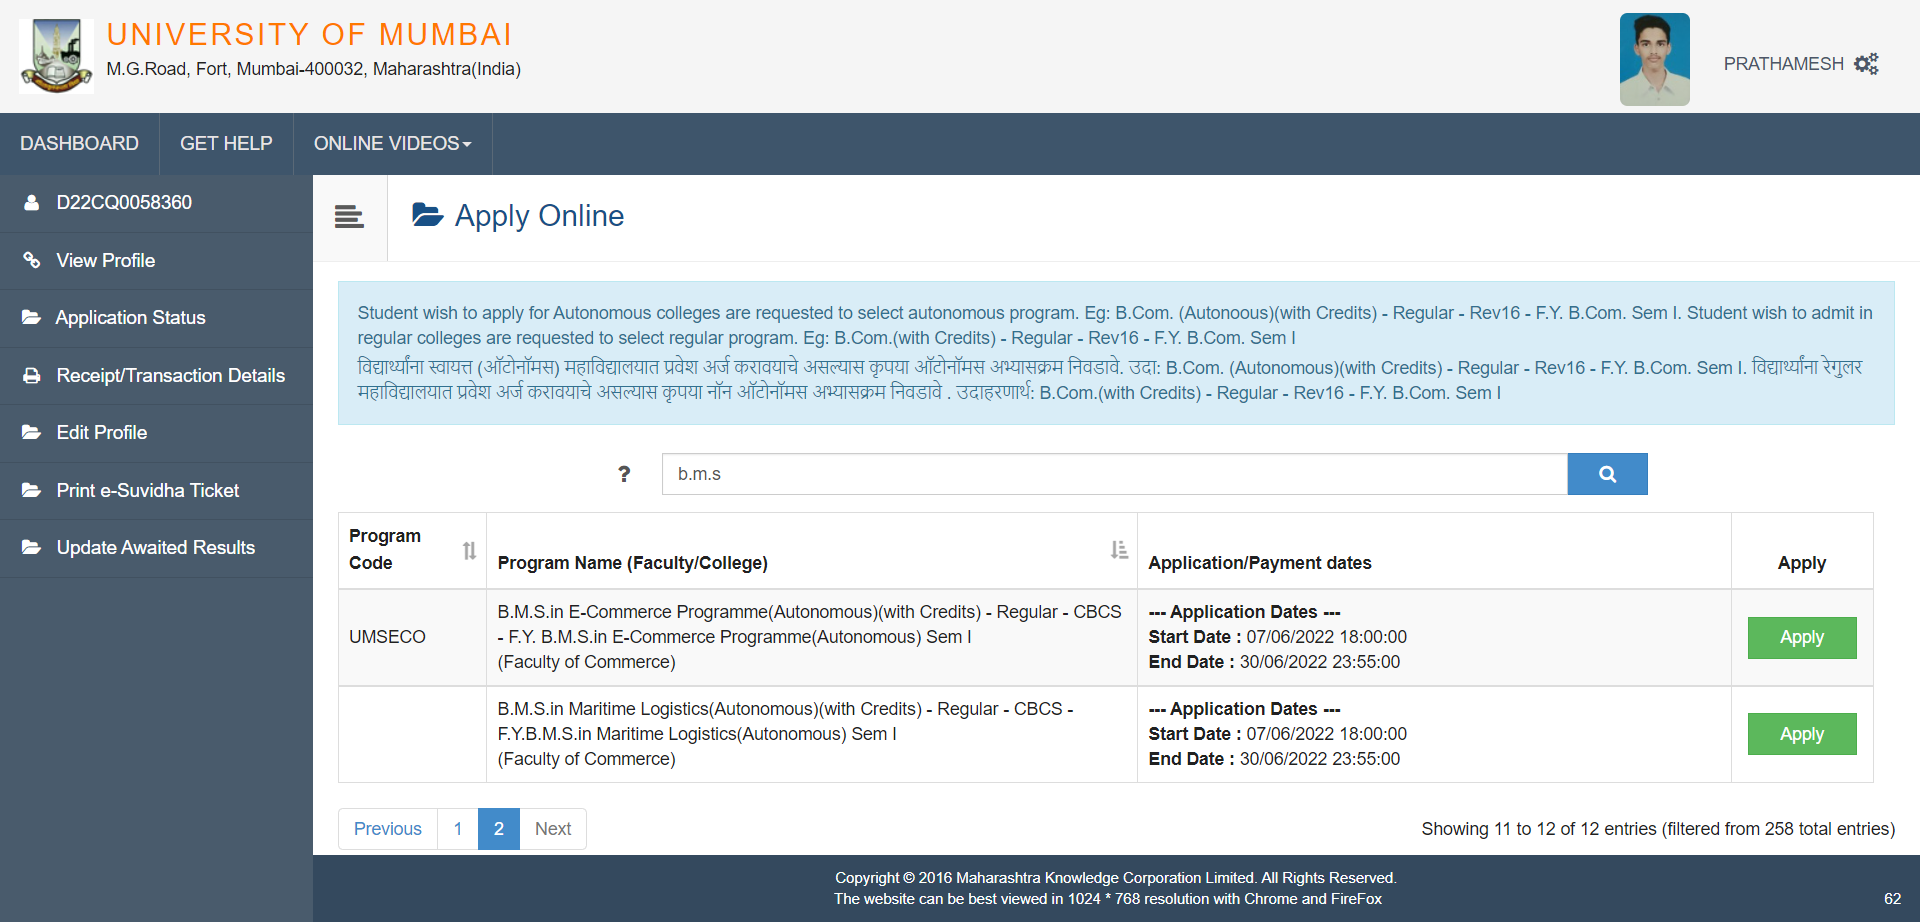 UNIVERSITY OF MUMBAI
M.G.Road, Fort, Mumbai-400032, Maharashtra(India)
PRATHAMESH
DASHBOARD
GET HELP
ONLINE VIDEOS
D22CQ0058360
View Profile
Application Status
Receipt/Transaction Details
Edit Profile
Print e-Suvidha Ticket
Update Awaited Results
Apply Online
Student wish to apply for Autonomous colleges are requested to select autonomous program. Eg: B.Com. (Autonoous)(with Credits) - Regular - Rev16 - F.Y. B.Com. Sem I. Student wish to admit in
regular colleges are requested to select regular program. Eg: B.Com.(with Credits) - Regular - Rev16 - F.Y. B.Com. Sem I
विद्यार्थ्यांना स्वायत्त (ऑटोनॉमस) महाविद्यालयात प्रवेश अर्ज करावयाचे असल्यास कृपया ऑटोनॉमस अभ्यासक्रम निवडावे. उदा: B.Com. (Autonomous)(with Credits) - Regular - Rev16 - F.Y. B.Com. Sem I. विद्यार्थ्यांना रेगुलर
महाविद्यालयात प्रवेश अर्ज करावयाचे असल्यास कृपया नॉन ऑटोनॉमस अभ्यासक्रम निवडावे . उदाहरणार्थ: B.Com.(with Credits) - Regular - Rev16 - F.Y. B.Com. Sem I
?
b.m.s
Program
Code
Program Name (Faculty/College)
Application/Payment dates
Apply
UMSECO
B.M.S.in E-Commerce Programme(Autonomous)(with Credits) - Regular - CBCS
- F.Y. B.M.S.in E-Commerce Programme(Autonomous) Sem I
(Faculty of Commerce)
--- Application Dates ---
Start Date : 07/06/2022 18:00:00
End Date : 30/06/2022 23:55:00
Apply
B.M.S.in Maritime Logistics(Autonomous)(with Credits) - Regular - CBCS -
F.Y.B.M.S.in Maritime Logistics(Autonomous) Sem I
(Faculty of Commerce)
--- Application Dates ---
Start Date : 07/06/2022 18:00:00
End Date : 30/06/2022 23:55:00
Apply
Previous 1 2 Next
Showing 11 to 12 of 12 entries (filtered from 258 total entries)
Copyright © 2016 Maharashtra Knowledge Corporation Limited. All Rights Reserved.
The website can be best viewed in 1024 * 768 resolution with Chrome and FireFox
62